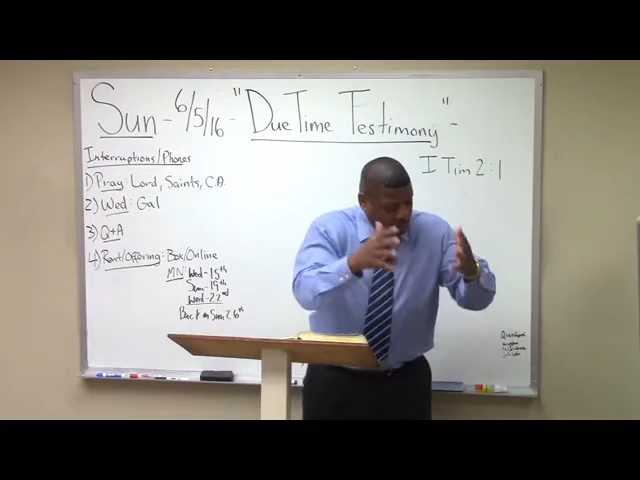 Sun - 6/5/16 - "Due Time Testimony" -
I Tim 2:1
Interruptions/Phones
1) Pray: Lord, Saints, C.A.
2) Wed: Gal
3) Q+A
4) Rent/Offering: Box/Online
MN: Wed - 15th
Sun - 19th
Wed - 22nd
Back on Sun 26th